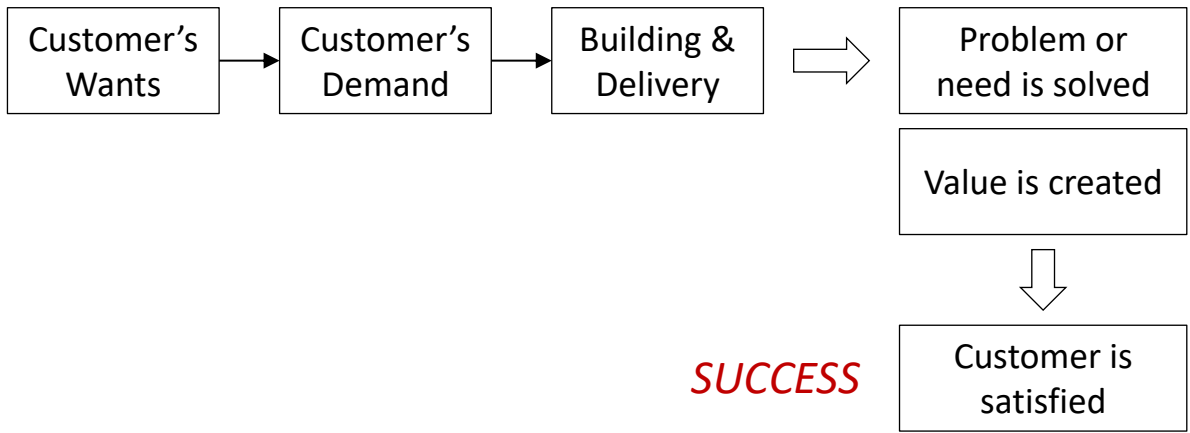 Customer’s
Wants
Customer’s
Demand
Building &
Delivery
Problem or
need is solved
Value is created
SUCCESS
Customer is
satisfied